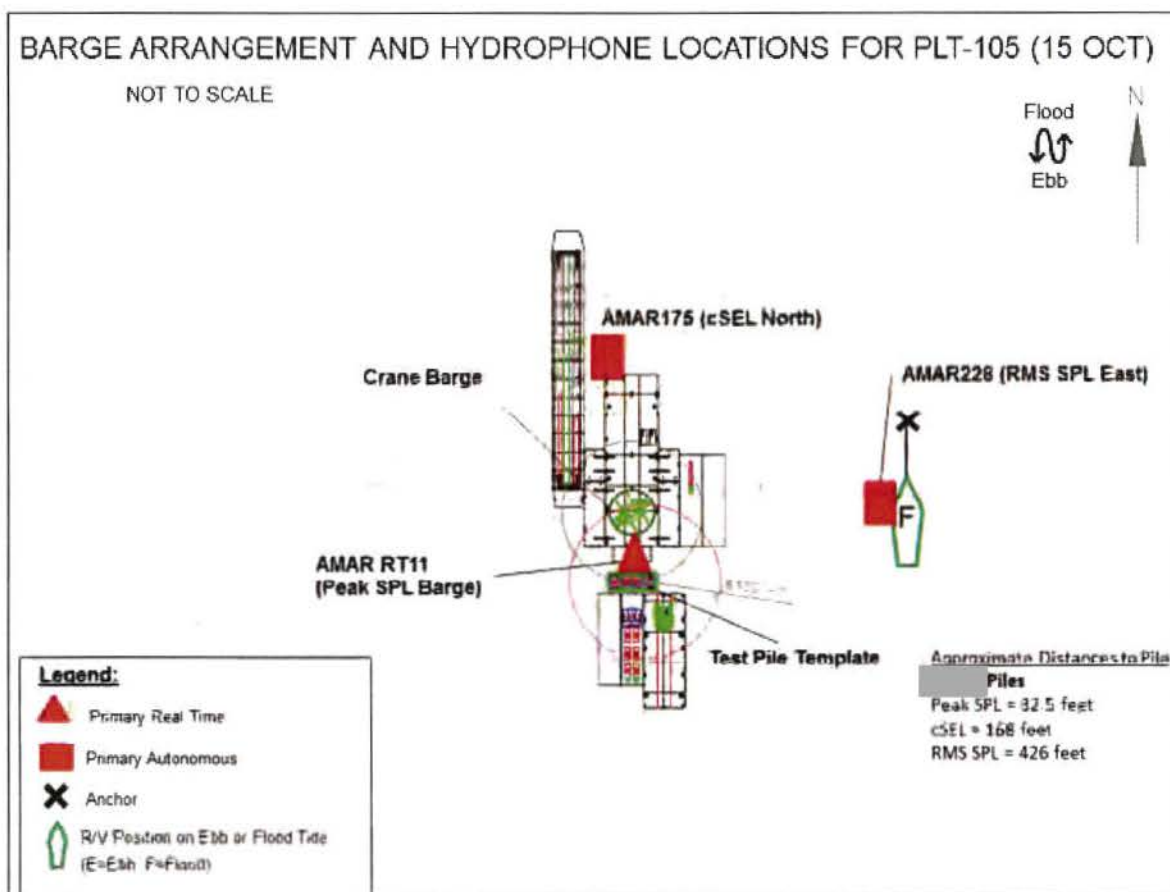 BARGE ARRANGEMENT AND HYDROPHONE LOCATIONS FOR PLT-105 (15 OCT)
NOT TO SCALE
N
Flood
Ebb
AMAR175 (cSEL North)
Crane Barge
AMAR228 (RMS SPL East)
F
AMAR RT11
(Peak SPL Barge)
Test Pile Template
Legend:
Primary Real Time
Primary Autonomous
Anchor
R/V Position on Ebb or Flood Tide
(E=Ebb F=Flood)
Approximate Distances to Pile
Piles
Peak SPL = 32.5 feet
cSEL = 168 feet
RMS SPL = 426 feet